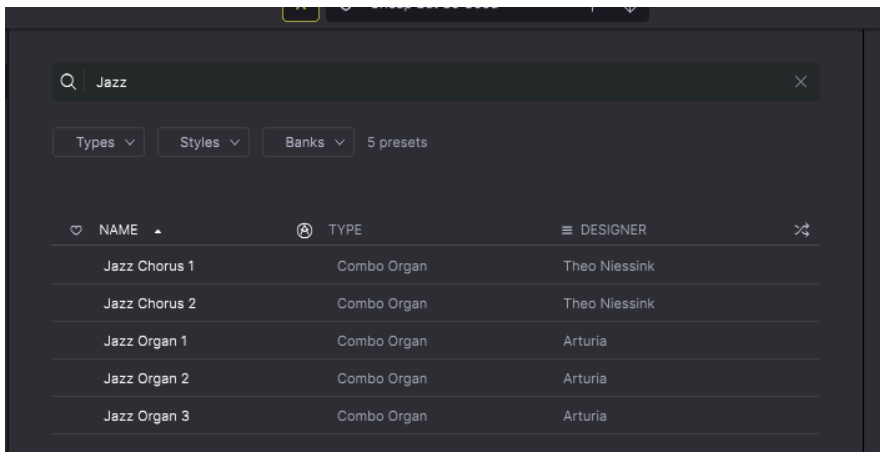 Jazz
Types Styles Banks 5 presets
NAME TYPE DESIGNER
Jazz Chorus 1 Combo Organ Theo Niessink
Jazz Chorus 2 Combo Organ Theo Niessink
Jazz Organ 1 Combo Organ Arturia
Jazz Organ 2 Combo Organ Arturia
Jazz Organ 3 Combo Organ Arturia